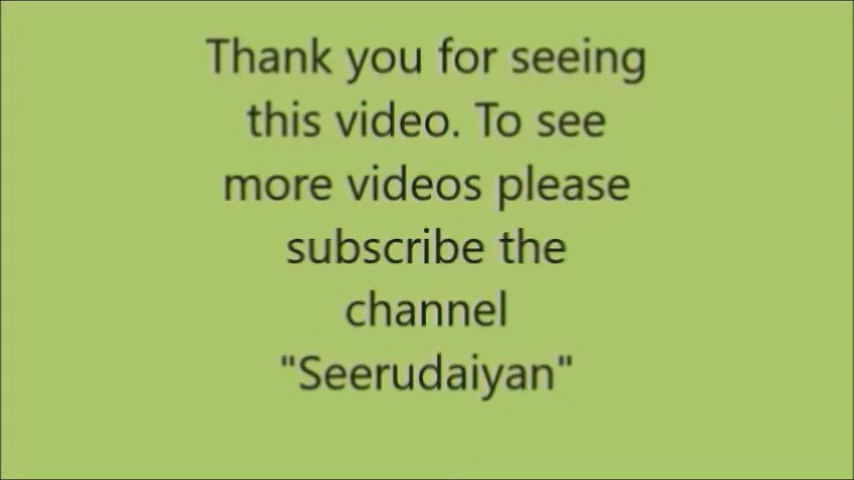 Thank you for seeing
this video. To see
more videos please
subscribe the
channel
"Seerudaiyan"